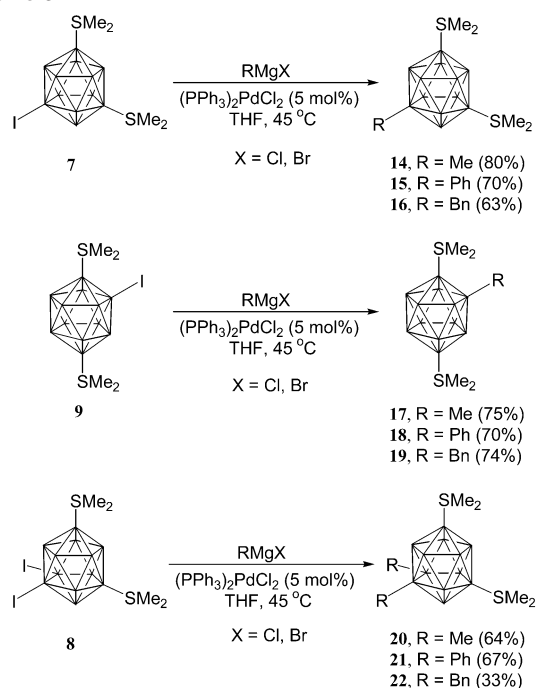 SMe2
SMe2
I
SMe2
7
RMgX
(PPh3)2PdCl2 (5 mol%)
THF, 45 °C
X = Cl, Br
SMe2
R
SMe2
14, R = Me (80%)
15, R = Ph (70%)
16, R = Bn (63%)
SMe2
I
SMe2
9
RMgX
(PPh3)2PdCl2 (5 mol%)
THF, 45 °C
X = Cl, Br
SMe2
R
SMe2
17, R = Me (75%)
18, R = Ph (70%)
19, R = Bn (74%)
SMe2
I
I
SMe2
8
RMgX
(PPh3)2PdCl2 (5 mol%)
THF, 45 °C
X = Cl, Br
SMe2
R
R
SMe2
20, R = Me (64%)
21, R = Ph (67%)
22, R = Bn (33%)